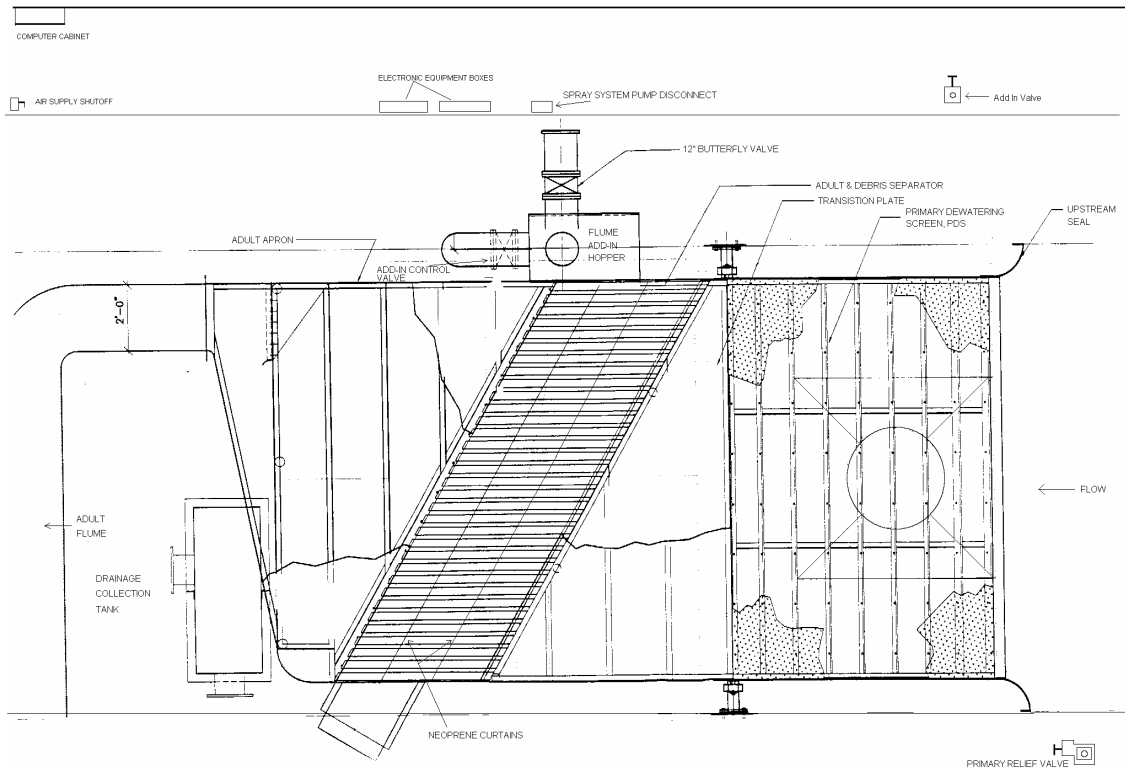 COMPUTER CABINET
ELECTRONIC EQUIPMENT BOXES
AIR SUPPLY SHUTOFF
SPRAY SYSTEM PUMP DISCONNECT
Add In Valve
12" BUTTERFLY VALVE
ADULT & DEBRIS SEPARATOR
TRANSISTION PLATE
PRIMARY DEWATERING
SCREEN, PDS
UPSTREAM
SEAL
FLUME
ADD-IN
HOPPER
ADULT APRON
ADD-IN CONTROL
VALVE
2'-0"
FLOW
ADULT
FLUME
DRAINAGE
COLLECTION
TANK
NEOPRENE CURTAINS
PRIMARY RELIEF VALVE